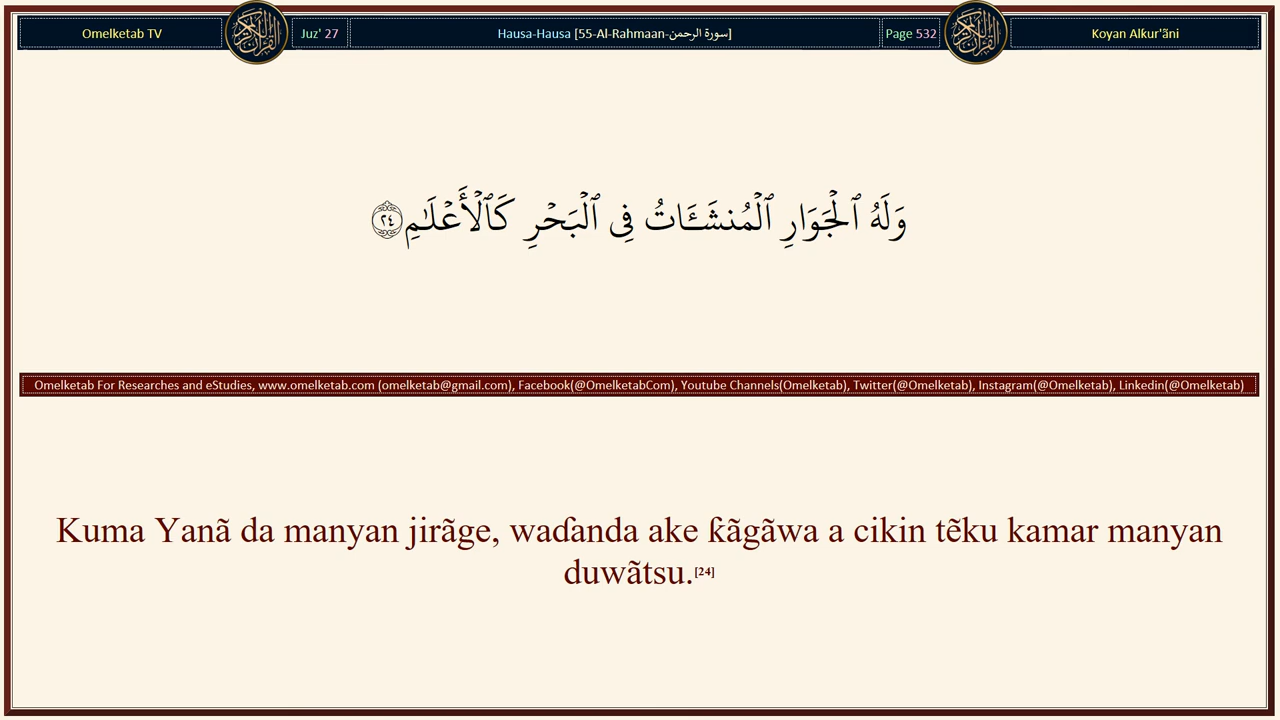 Omelketab TV
Juz' 27
Hausa-Hausa [55-Al-Rahmaan-سورة الرحمن]
Page 532
Koyan Alƙur'ãni
وَلَهُ ٱلْجَوَارِ ٱلْمُنشَـَٔاتُ فِى ٱلْبَحْرِ كَٱلْأَعْلَـٰمِ ٢٤
Omelketab For Researches and eStudies, www.omelketab.com (omelketab@gmail.com), Facebook(@OmelketabCom), Youtube Channels(Omelketab), Twitter(@Omelketab), Instagram(@Omelketab), Linkedin(@Omelketab)
Kuma Yanã da manyan jirãge, waɗanda ake ƙãgãwa a cikin tẽku kamar manyan
duwãtsu.[24]